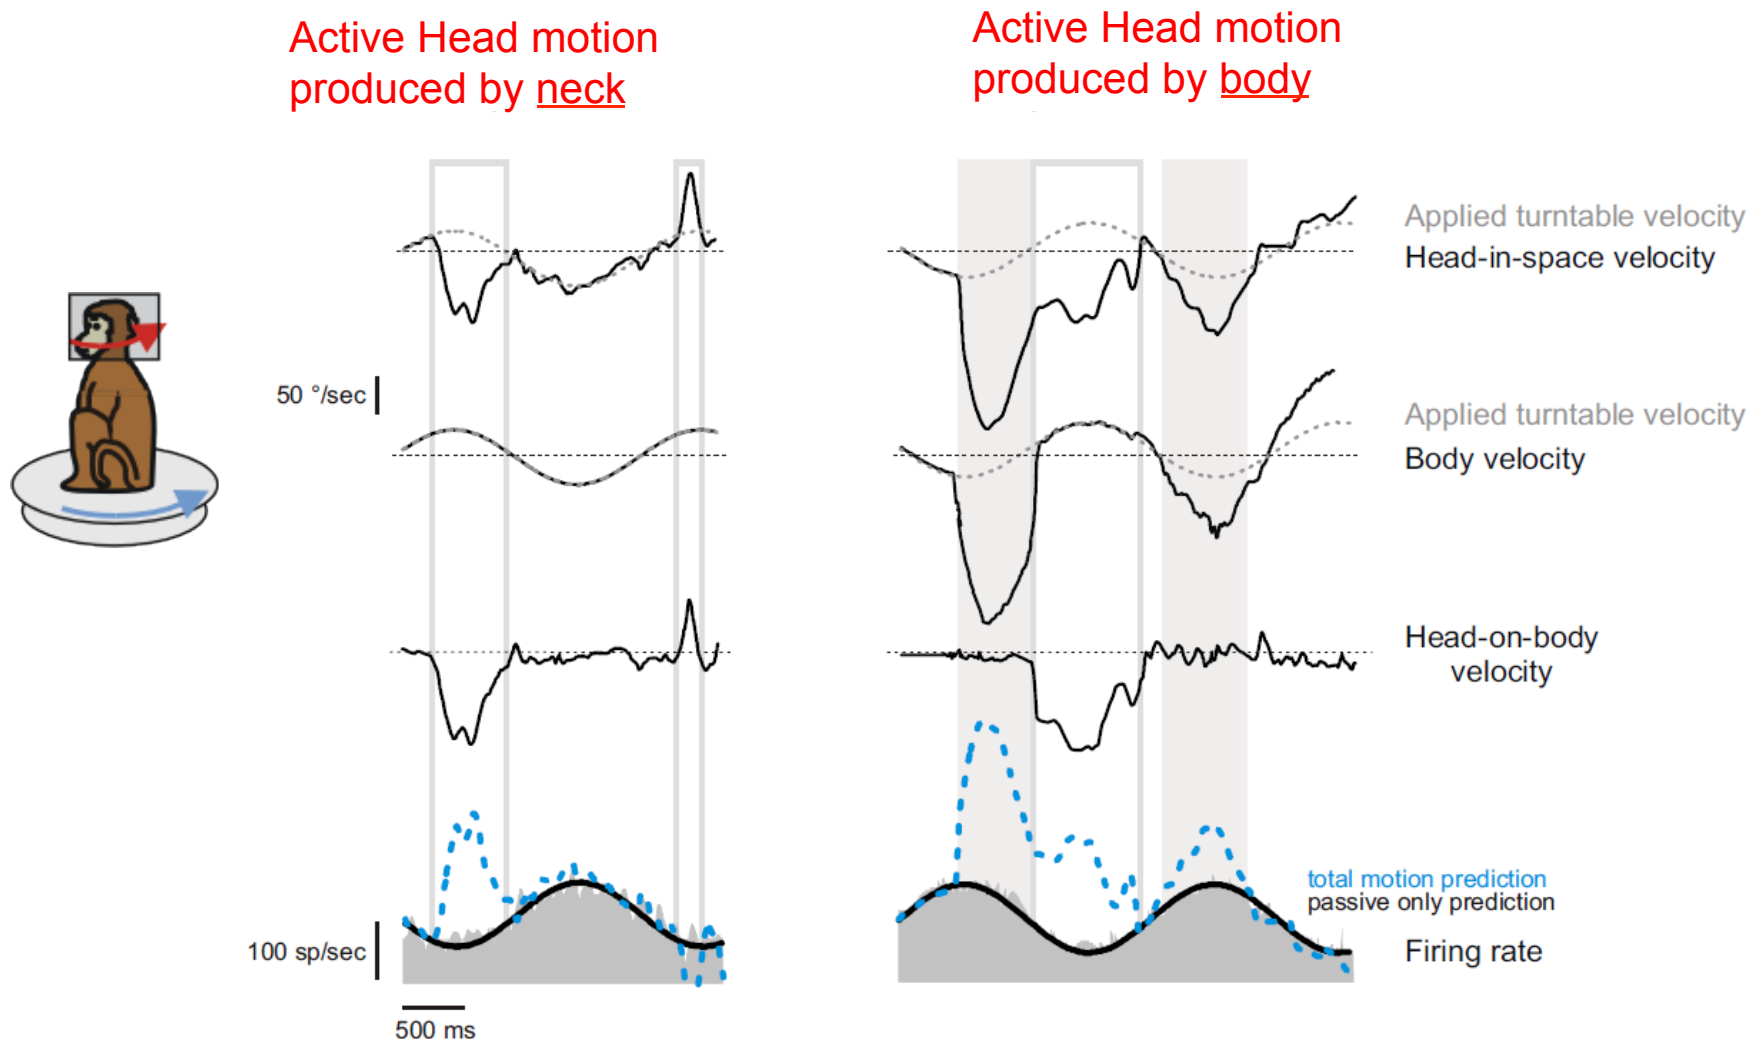 Active Head motion
produced by neck
Active Head motion
produced by body
Applied turntable velocity
Head-in-space velocity
50 °/sec
Applied turntable velocity
Body velocity
Head-on-body
velocity
total motion prediction
passive only prediction
100 sp/sec
Firing rate
500 ms